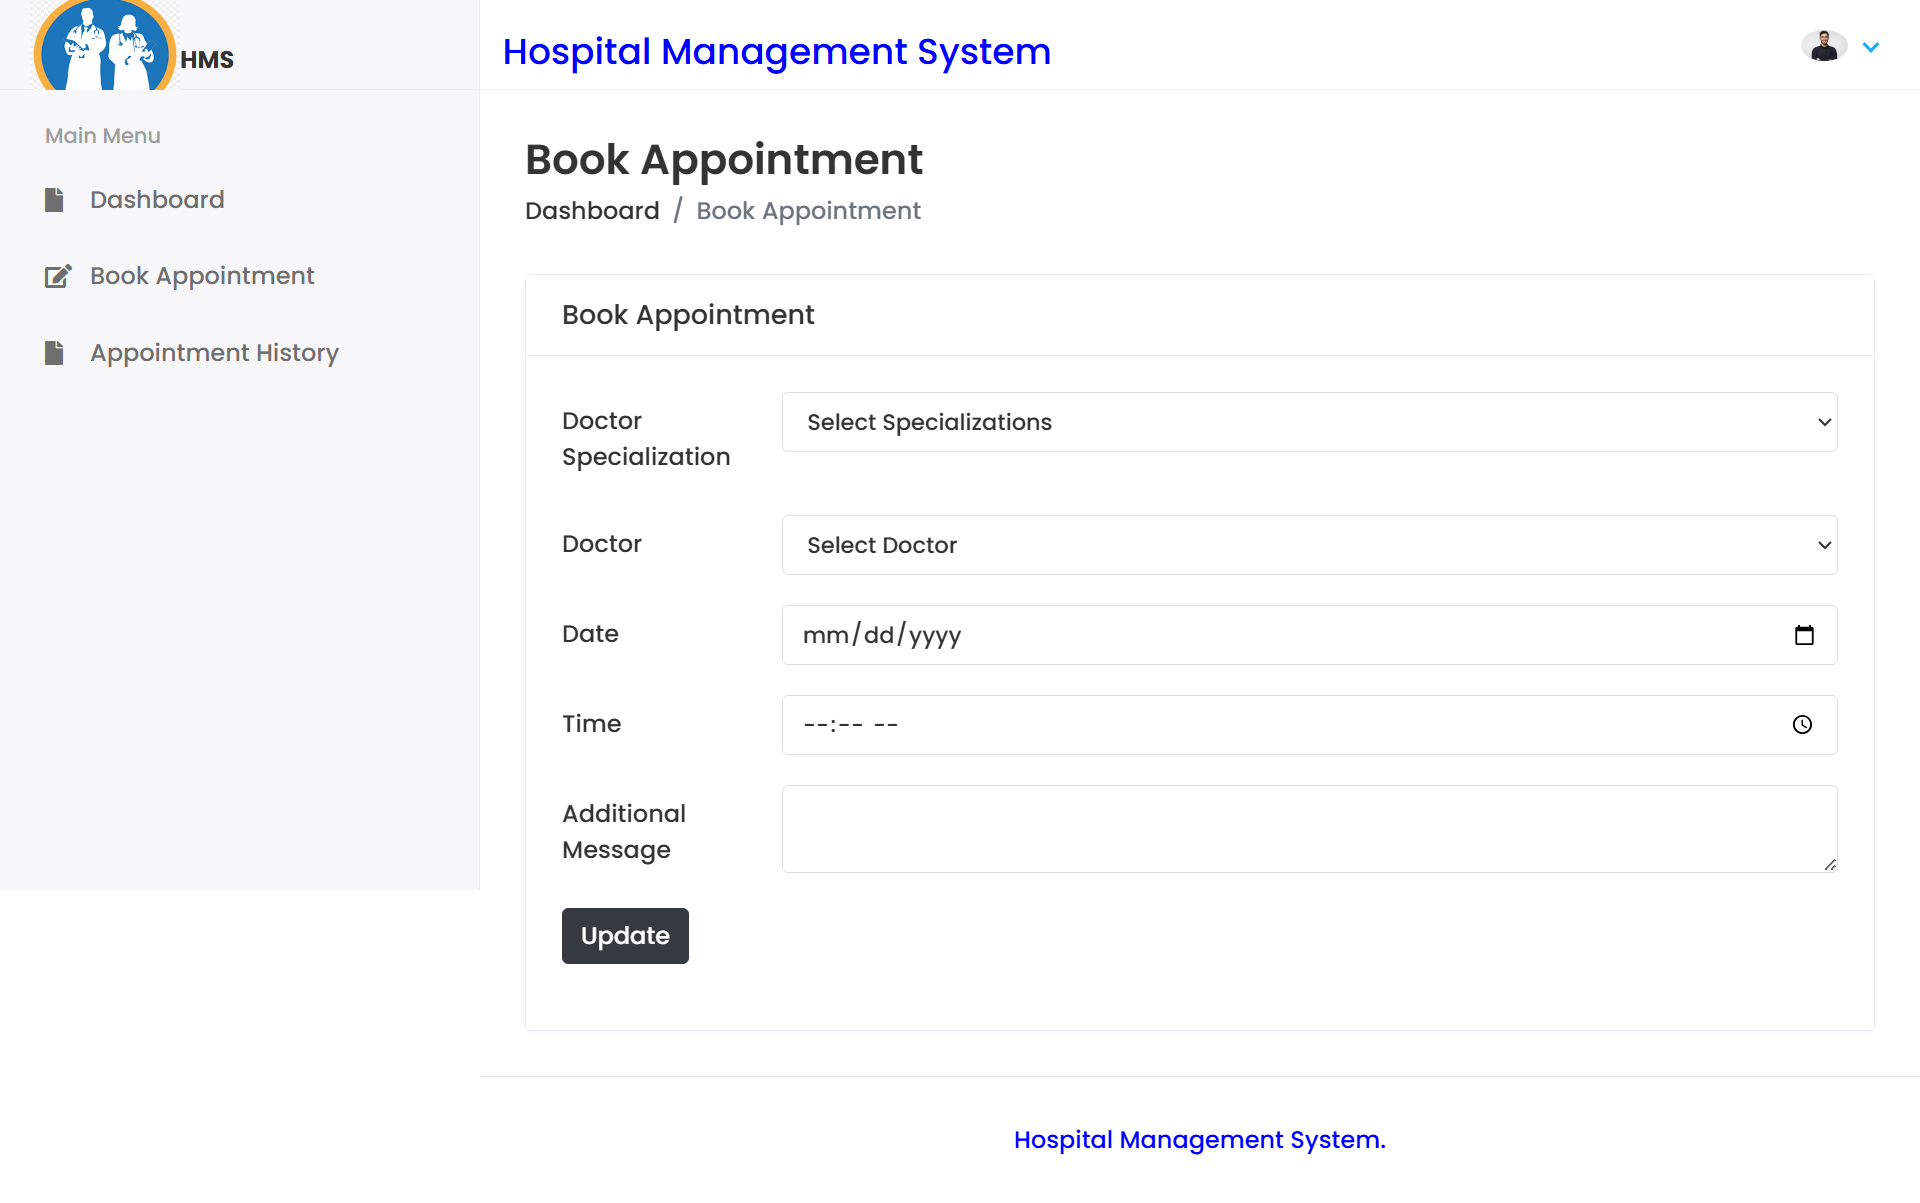 HMS
Hospital Management System
Main Menu
Dashboard
Book Appointment
Appointment History
Book Appointment
Dashboard / Book Appointment
Book Appointment
Doctor
Specialization
Select Specializations
Doctor
Select Doctor
Date
mm/dd/yyyy
Time
--:-- --
Additional
Message
Update
Hospital Management System.